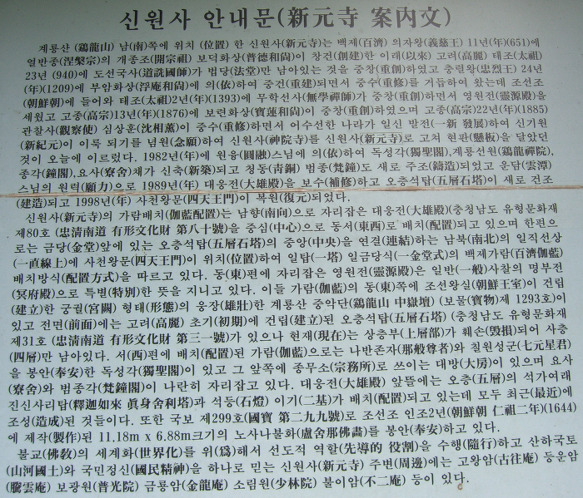 신원사 안내문(新元寺 案內文)
계룡산 (鷄龍山) 남(南)쪽에 위치 (位置) 한 신원사(新元寺)는 백제(百濟) 의자왕(義慈王) 11년(年)(651)에
열반종(涅槃宗)의 개종조(開宗祖) 보덕화상(普德和尙)이 창건(創建)한 이래(以來)로 고려(高麗) 태조(太祖)
23년 (940)에 도선국사(道詵國師)가 법당(法堂)만 남아있는 것을 중창(重創)하였고 충렬왕(忠烈王) 24년
(年)(1209)에 부암화상(浮庵和尙)에 의(依)하여 중건(重建)되면서 중수(重修)를 거듭하여 왔는데 조선조
(朝鮮朝)에 들어와 태조(太祖)2년(年)(1393)에 무학선사(無學禪師)가 중창(重創)하면서 영원전(靈源殿)을
세웠고 고종(高宗)13년(年)(1876)에 보련화상(寶蓮和尙)이 중창(重創)하였으며 고종(高宗)22년(年)(1885)
관찰사(觀察使) 심상훈(沈相薰)이 중수(重修)하면서 어수선한 나라가 일신 발전(一新 發展)하여 신기원
(新紀元)이 이룩 되기를 념원(念願)하여 신원사(神院寺)를 신원사(新元寺)로 고쳐 현판(懸板)을 달았던
것이 오늘에 이르렀다. 1982년(年)에 원융(圓融)스님에 의(依)하여 독성각(獨聖閣),계룡선원(鷄龍禪院),
종각(鐘閣),요사(寮舍)채가 신축(新築)되고 청동(靑銅) 범종(梵鐘)도 새로 주조(鑄造)되었고 운담(雲潭)
스님의 원력(願力)으로 1989년(年) 대웅전(大雄殿)을 보수(補修)하고 오층석탑(五層石塔)이 새로 건조
(建造)되고 1998년(年) 사천왕문(四天王門)이 복원(復元)되었다.
신원사(新元寺)의 가람배치(伽藍配置)는 남향(南向)으로 자리잡은 대웅전(大雄殿)(충청남도 유형문화재
제80호 (忠淸南道 有形文化財 第八十號)을 중심(中心)으로 동서(東西)로 배치(配置)되고 있으며 한편으
로는 금당(金堂)앞에 있는 오층석탑(五層石塔)의 중앙(中央)을 연결(連結)하는 남북(南北)의 일직선상
(一直線上)에 사천왕문(四天王門)이 위치(位置)하여 일탑(一塔) 일금당식(一金堂式)의 백제가람(百濟伽藍)
배치방식(配置方式)을 따르고 있다. 동(東)편에 자리잡은 영원전(靈源殿)은 일반(一般)사찰의 명부전
(冥府殿)으로 특별(特別)한 뜻을 지니고 있다. 이들 가람(伽藍)의 동(東)쪽에 조선왕실(朝鮮王室)이 건립
(建立)한 궁궐(宮闕) 형태(形態)의 웅장(雄壯)한 계룡산 중악단(鷄龍山 中嶽壇) (보물(寶物)제 1293호)이
있고 전면(前面)에는 고려(高麗) 초기(初期)에 건립(建立)된 오층석탑(五層石塔) (충청남도 유형문화재
제31호 (忠淸南道 有形文化財 第三一號)가 있으나 현재(現在)는 상층부(上層部)가 훼손(毁損)되어 사층
(四層)만 남아있다. 서(西)편에 배치(配置)된 가람(伽藍)으로는 나반존자(那般尊者)와 칠원성군(七元星君)
을 봉안(奉安)한 독성각(獨聖閣)이 있고 그 앞쪽에 종무소(宗務所)로 쓰이는 대방(大房)이 있으며 요사
(寮舍)와 범종각(梵鐘閣)이 나란히 자리잡고 있다. 대웅전(大雄殿) 앞뜰에는 오층(五層)의 석가여래
진신사리탑(釋迦如來 眞身舍利塔)과 석등(石燈) 이기(二基)가 배치(配置)되고 있는데 모두 최근(最近)에
조성(造成)된 것들이다. 또한 국보 제299호(國寶 第二九九號)로 조선조 인조2년(朝鮮朝 仁祖二年)(1644)
에 제작(製作)된 11.18m x 6.88m크기의 노사나불화(盧舍那佛畵)를 봉안(奉安)하고 있다.
불교(佛敎)의 세계화(世界化)를 위(爲)해서 선도적 역할(先導的 役割)을 수행(隨行)하고 산하국토
(山河國土)와 국민정신(國民精神)을 하나로 믿는 신원사(新元寺) 주변(周邊)에는 고왕암(古往庵) 등운암
(騰雲庵) 보광원(普光院) 금룡암(金龍庵) 소림원(少林院) 불이암(不二庵) 등이 있다.